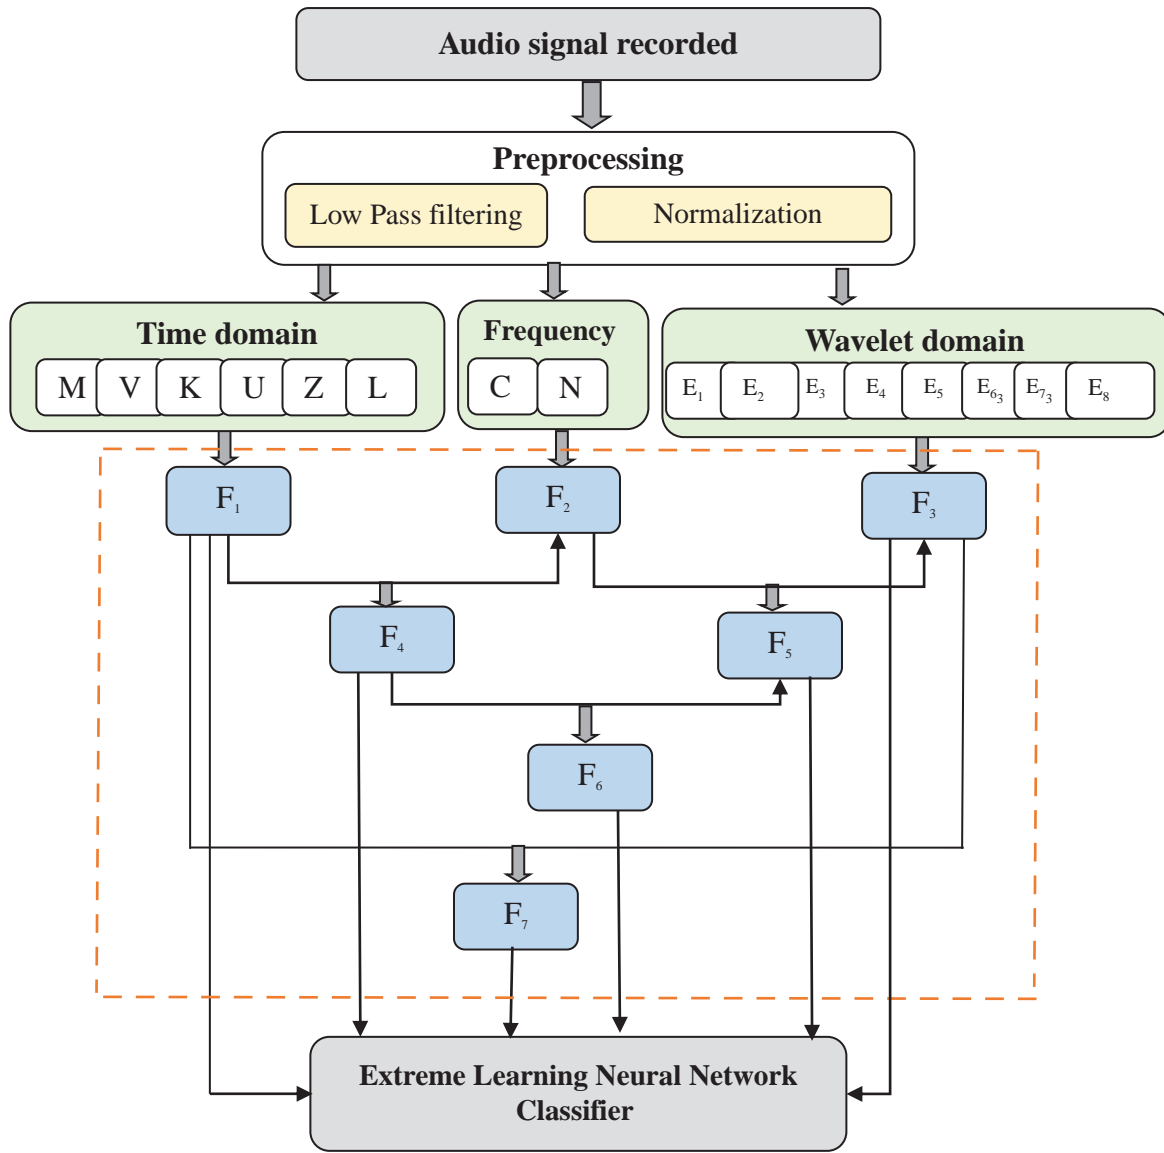 Audio signal recorded
Preprocessing
Low Pass filtering
Normalization
Time domain
M V K U Z L
Frequency
C N
Wavelet domain
E₁ E₂ E₃ E₄ E₅ E₆₃ E₇₃ E₈
F₁
F₂
F₃
F₄
F₅
F₆
F₇
Extreme Learning Neural Network
Classifier